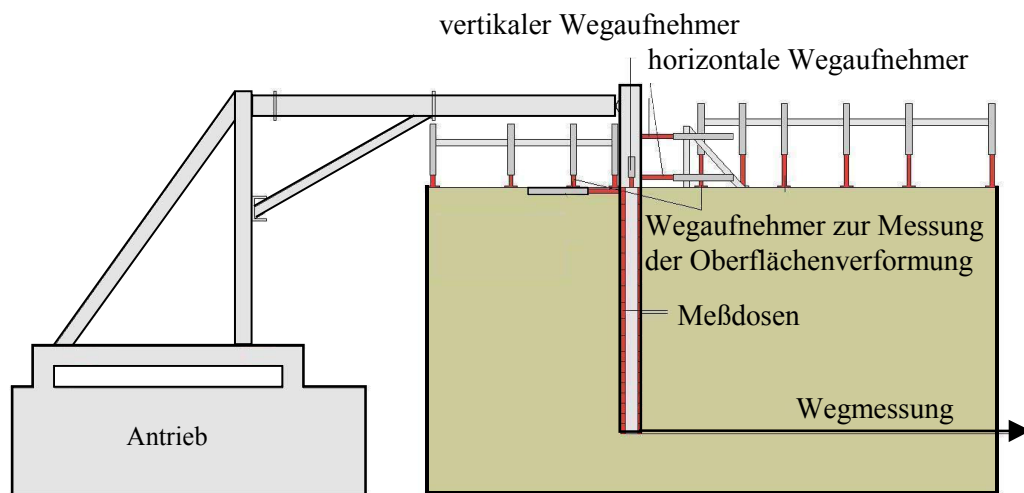 vertikaler Wegaufnehmer
horizontale Wegaufnehmer
Wegaufnehmer zur Messung
der Oberflächenverformung
Meßdosen
Wegmessung
Antrieb